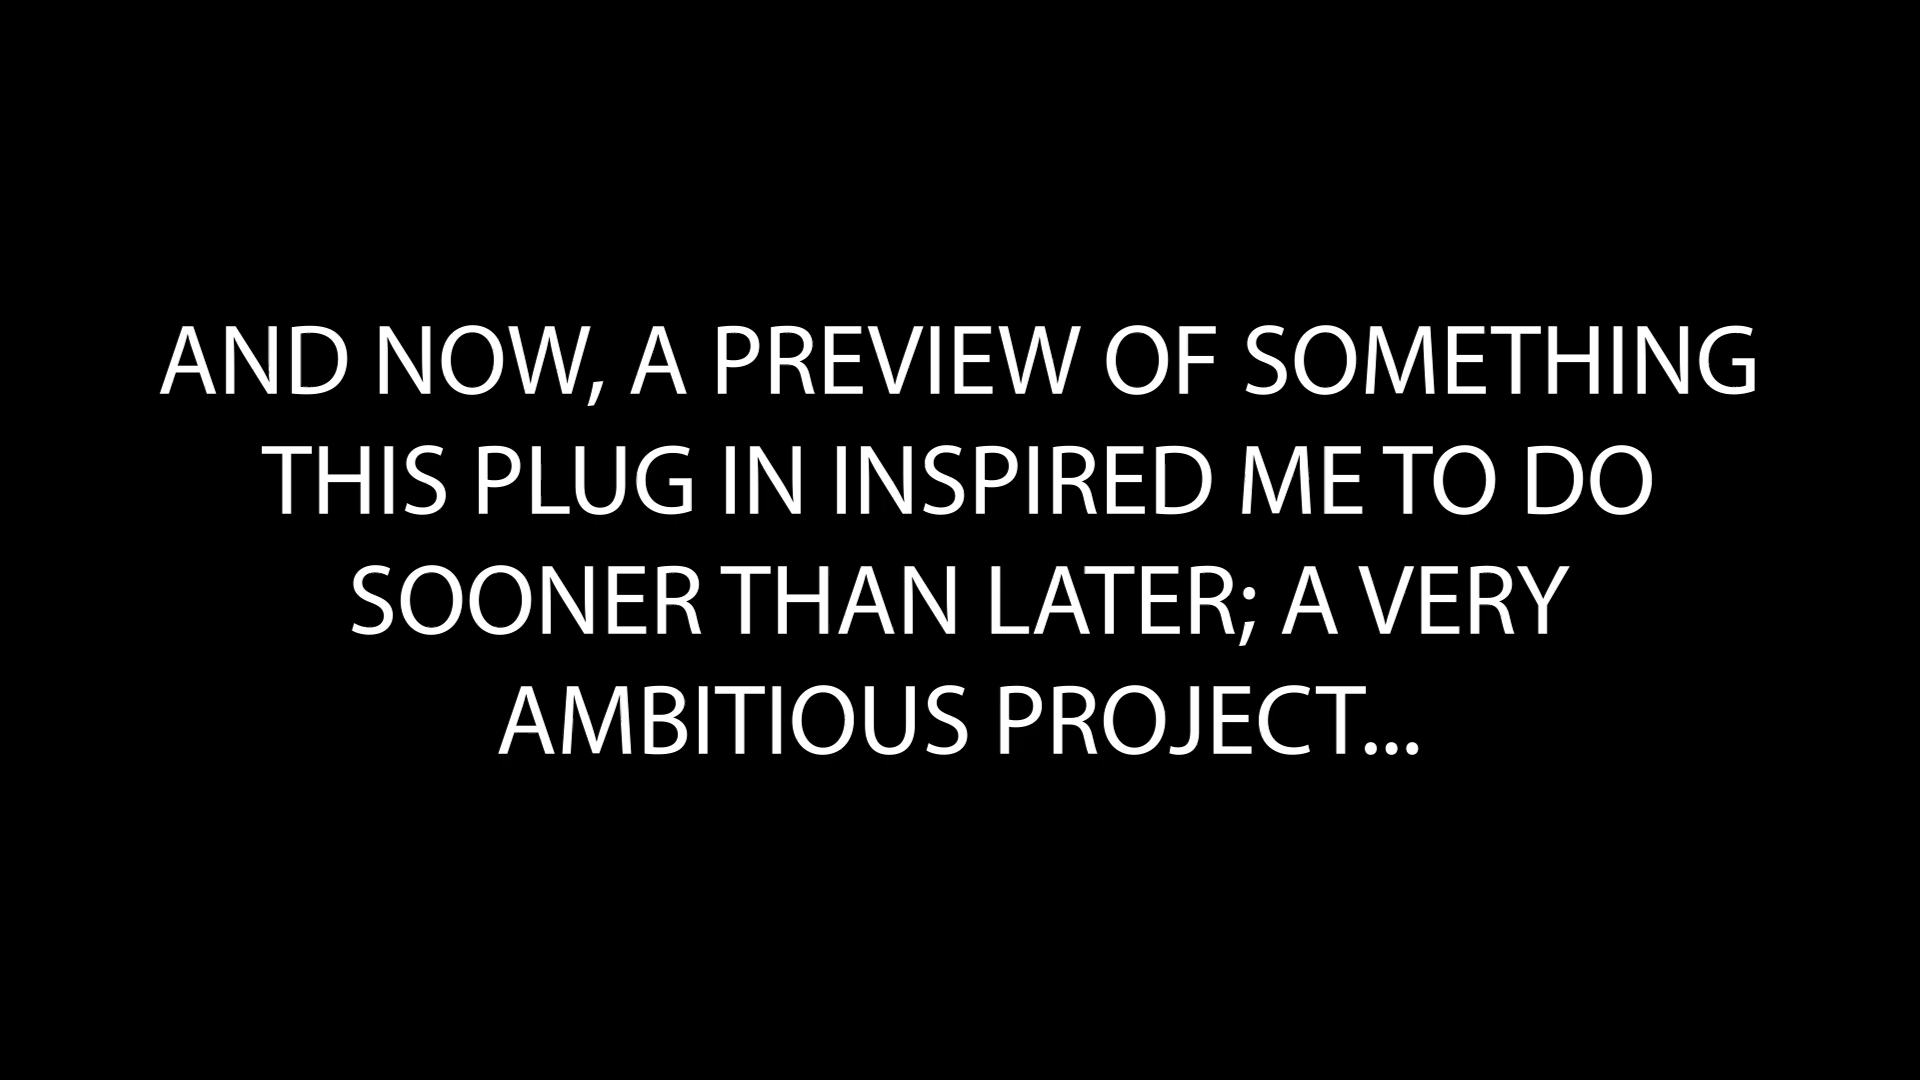 AND NOW, A PREVIEW OF SOMETHING
THIS PLUG IN INSPIRED ME TO DO
SOONER THAN LATER; A VERY
AMBITIOUS PROJECT...